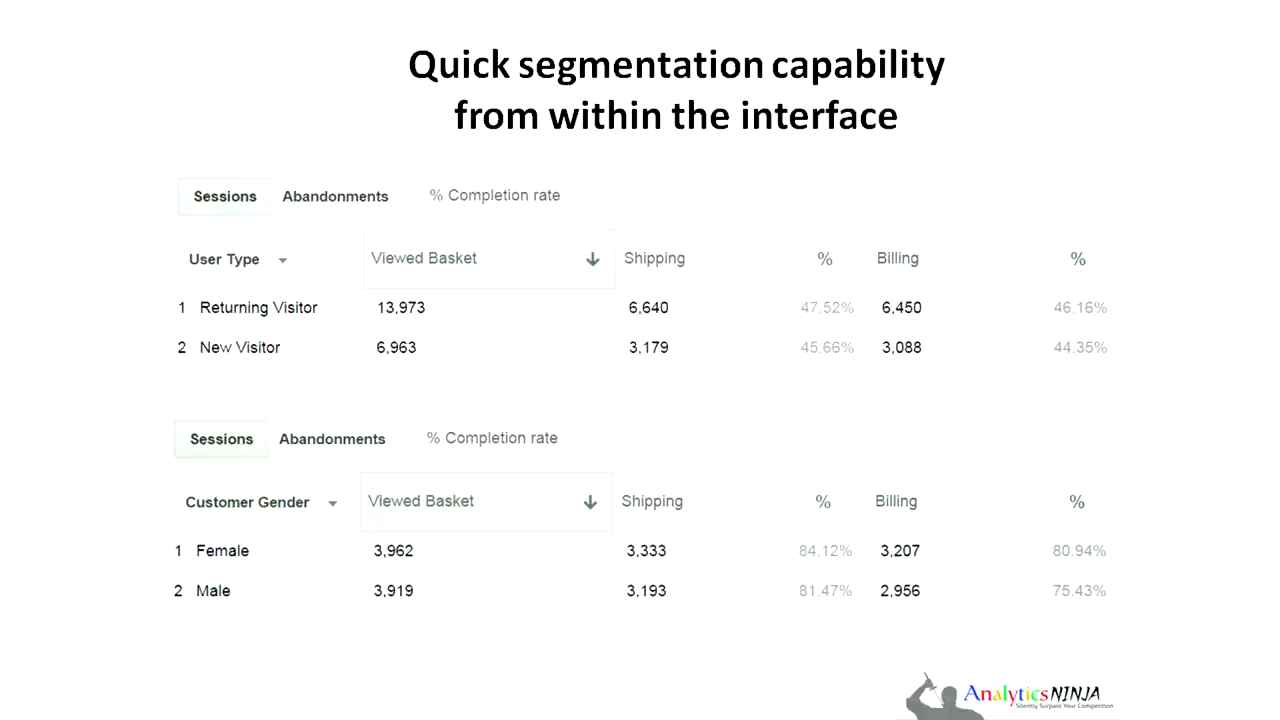 Quick segmentation capability
from within the interface
Sessions Abandonments % Completion rate
User Type Viewed Basket Shipping % Billing %
1 Returning Visitor 13,973 6,640 47.52% 6,450 46.16%
2 New Visitor 6,963 3,179 45.66% 3,088 44.35%
Sessions Abandonments % Completion rate
Customer Gender Viewed Basket Shipping % Billing %
1 Female 3,962 3,333 84.12% 3,207 80.94%
2 Male 3,919 3,193 81.47% 2,956 75.43%
AnalyticsNINJA
Silently Surpass Your Competition